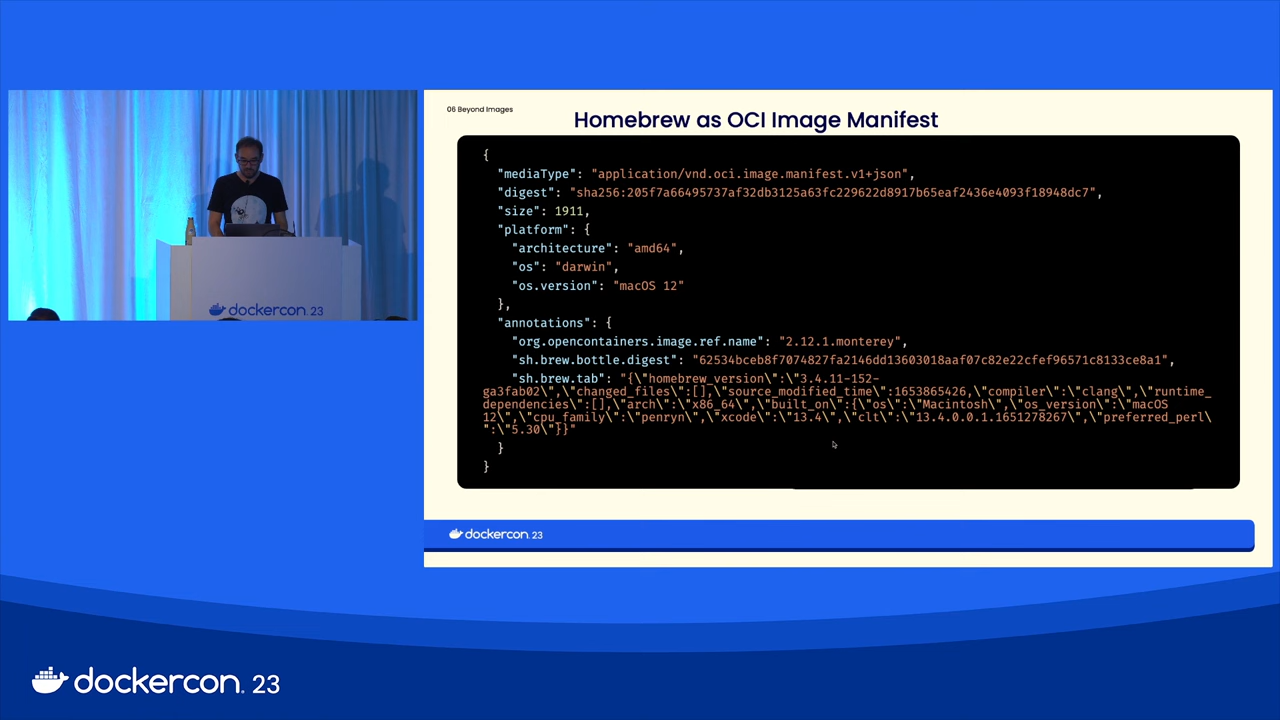 06 Beyond Images
Homebrew as OCI Image Manifest
{
"mediaType": "application/vnd.oci.image.manifest.v1+json",
"digest": "sha256:205f7a66495737af32db3125a63fc229622d8917b65eaf2436e4093f18948dc7",
"size": 1911,
"platform": {
"architecture": "amd64",
"os": "darwin",
"os.version": "macOS 12"
},
"annotations": {
"org.opencontainers.image.ref.name": "2.12.1.monterey",
"sh.brew.bottle.digest": "62534bceb8f7074827fa2146dd13603018aaf07c82e22cfef96571c8133ce8a1",
"sh.brew.tab": "{\"homebrew_version\":\"3.4.11-152-
ga3fab02\",\"changed_files\":[],\"source_modified_time\":1653865426,\"compiler\":\"clang\",\"runtime_
dependencies\":[],\"arch\":\"x86_64\",\"built_on\":{\"os\":\"Macintosh\",\"os_version\":\"macOS
12\",\"cpu_family\":\"penryn\",\"xcode\":\"13.4\",\"clt\":\"13.4.0.0.1.1651278267\",\"preferred_perl\
":\"5.30\"}}"
}
}
dockercon. 23
dockercon. 23
dockercon. 23